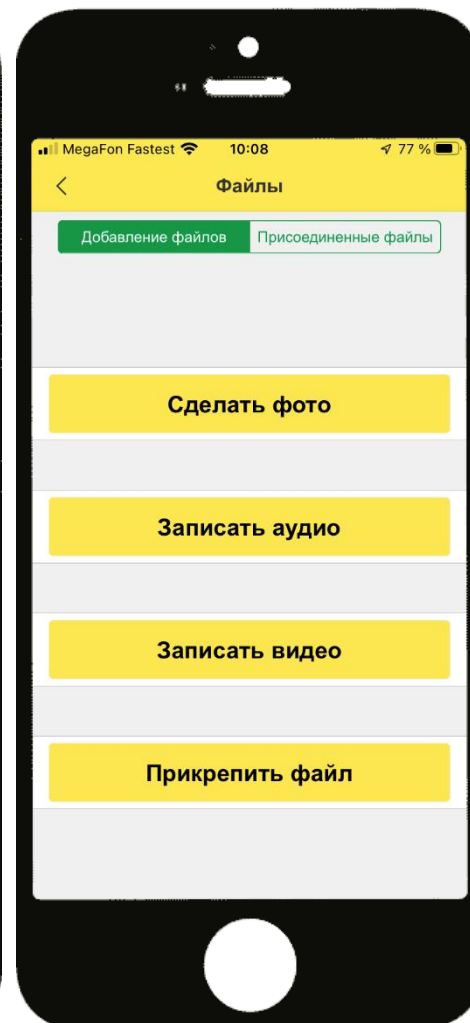 MegaFon Fastest 10:08 77 %
Файлы
Добавление файлов Присоединенные файлы
Сделать фото
Записать аудио
Записать видео
Прикрепить файл